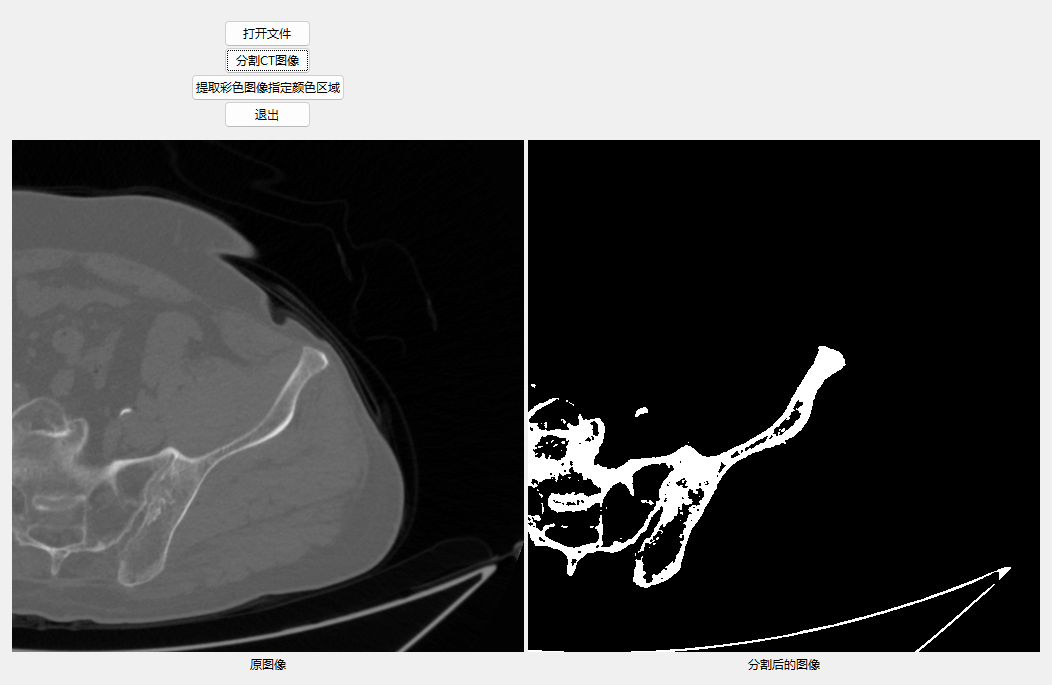 打开文件
分割CT图像
提取彩色图像指定颜色区域
退出
原图像
分割后的图像